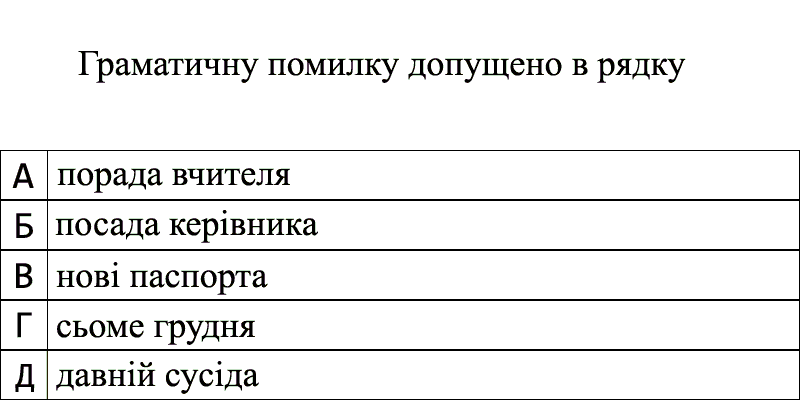 Граматичну помилку допущено в рядку
А порада вчителя
Б посада керівника
В нові паспорта
Г сьоме грудня
Д давній сусіда